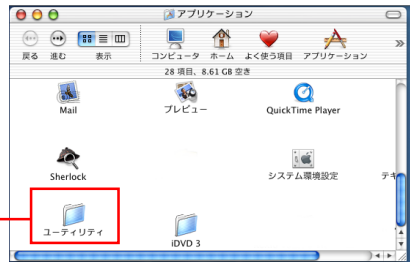 アプリケーション
戻る 進む 表示 コンピュータ ホーム よく使う項目 アプリケーション
28 項目、8.61 GB 空き
Mail プレビュー QuickTime Player
Sherlock システム環境設定 テキ
ユーティリティ iDVD 3